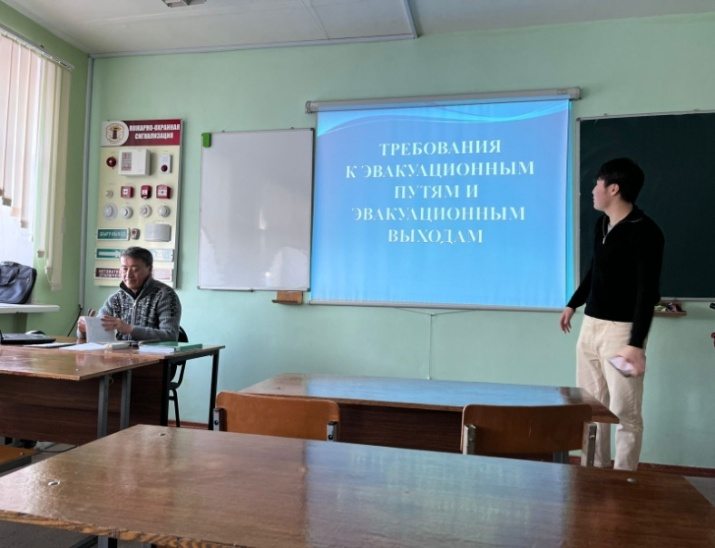 ПОЖАРНО-ОХРАННАЯ
СИГНАЛИЗАЦИЯ
ТРЕБОВАНИЯ
К ЭВАКУАЦИОННЫМ
ПУТЯМ И
ЭВАКУАЦИОННЫМ
ВЫХОДАМ